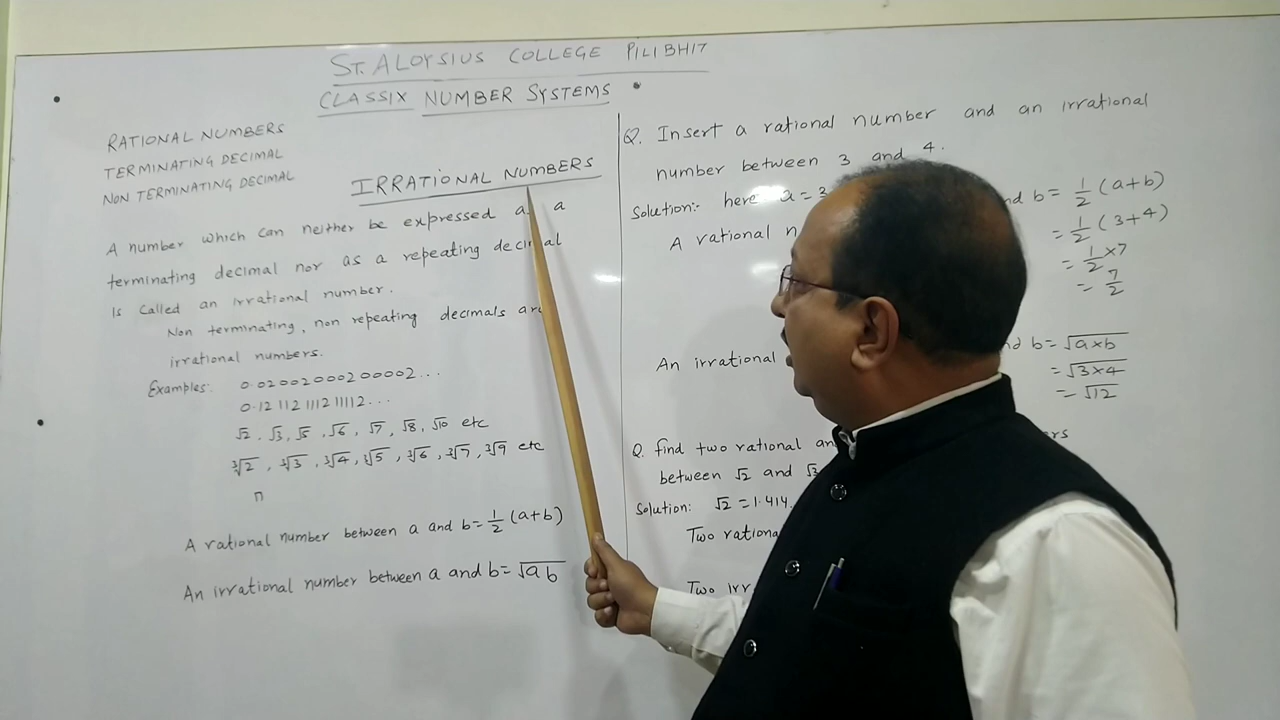 ST. ALOYSIUS COLLEGE PILIBHIT
CLASSIX NUMBER SYSTEMS
RATIONAL NUMBERS
TERMINATING DECIMAL
NON TERMINATING DECIMAL
IRRATIONAL NUMBERS
A number which can neither be expressed a a
terminating decimal nor as a repeating decimal
Is called an irrational number.
Non terminating, non repeating decimals are
irrational numbers.
Examples: 0.02002000200002...
0.12 112 1112 11112...
√2, √3, √5, √6, √7, √8, √10 etc
∛2, ∛3, ∛4, ∛5, ∛6, ∛7, ∛9 etc
π
A rational number between a and b = 1/2 (a+b)
An irrational number between a and b = √ab
Q. Insert a rational number and an irrational
number between 3 and 4.
Solution:- here a = 3
A rational n nd b = 1/2 (a+b)
= 1/2 (3+4)
= 1/2 × 7
= 7/2
An irrational nd b = √a×b
= √3×4
= √12
Q. find two rational an rs
between √2 and √3
Solution: √2 = 1.414.
Two rationa
Two irr